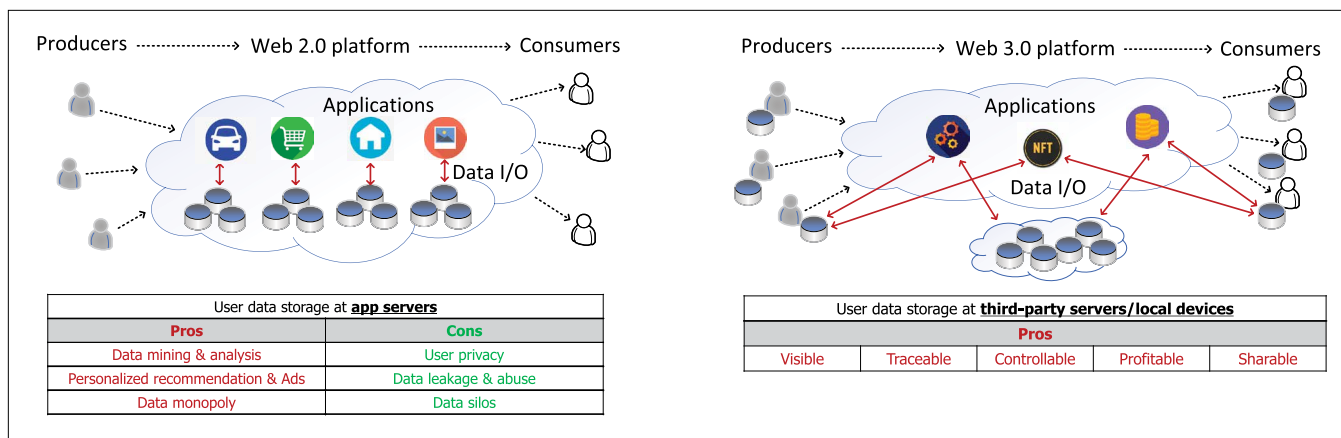 Producers Web 2.0 platform Consumers
Applications
Data I/O
User data storage at app servers
Pros Cons
Data mining & analysis User privacy
Personalized recommendation & Ads Data leakage & abuse
Data monopoly Data silos
Producers Web 3.0 platform Consumers
Applications
NFT
Data I/O
User data storage at third-party servers/local devices
Pros
Visible Traceable Controllable Profitable Sharable